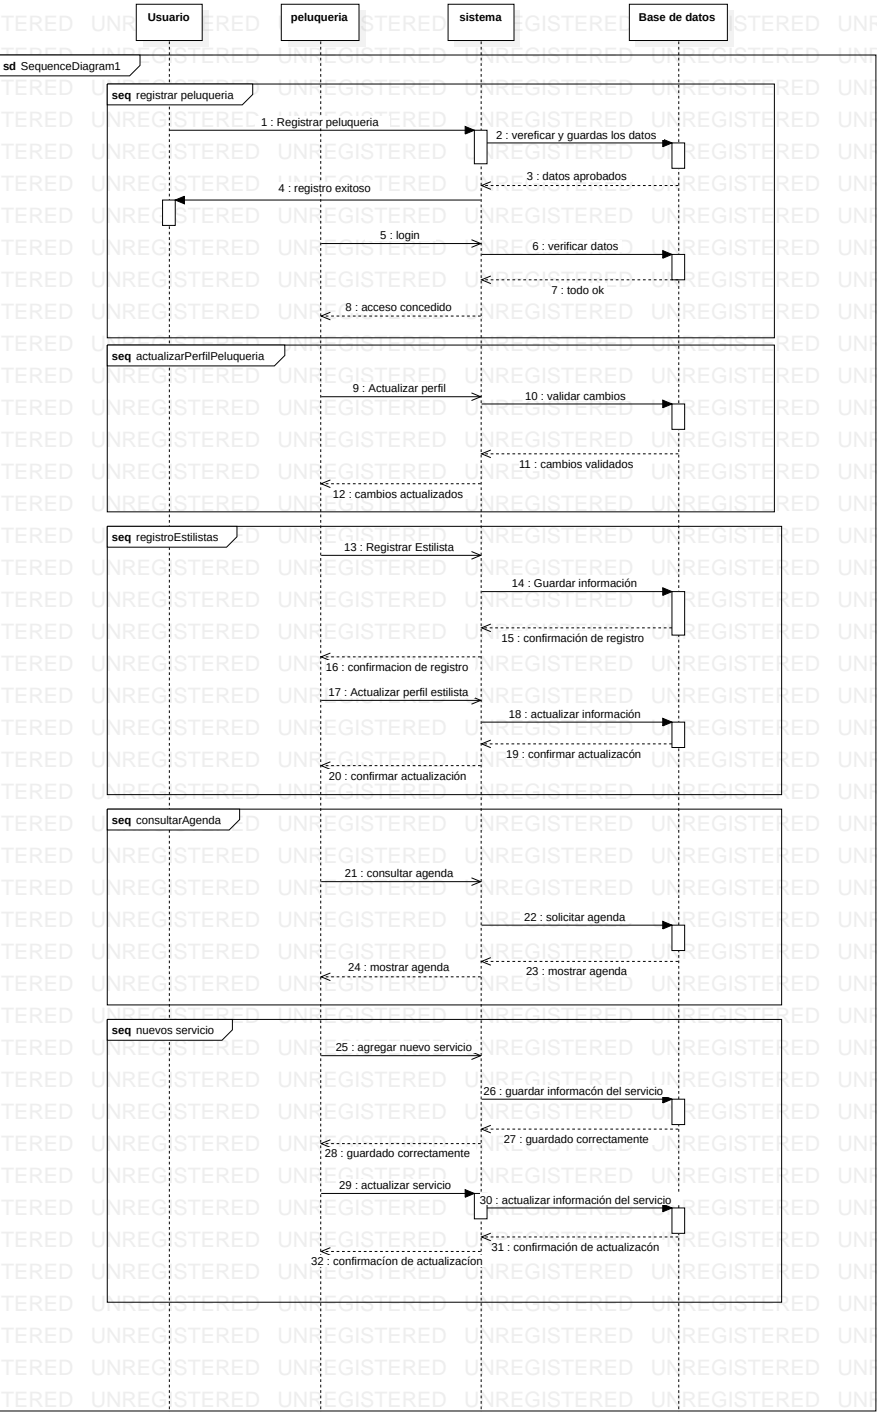 Usuario
peluqueria
sistema
Base de datos
sd SequenceDiagram1
seq registrar peluqueria
1 : Registrar peluqueria
2 : vereficar y guardas los datos
3 : datos aprobados
4 : registro exitoso
5 : login
6 : verificar datos
7 : todo ok
8 : acceso concedido
seq actualizarPerfilPeluqueria
9 : Actualizar perfil
10 : validar cambios
11 : cambios validados
12 : cambios actualizados
seq registroEstilistas
13 : Registrar Estilista
14 : Guardar información
15 : confirmación de registro
16 : confirmacion de registro
17 : Actualizar perfil estilista
18 : actualizar información
19 : confirmar actualizacón
20 : confirmar actualización
seq consultarAgenda
21 : consultar agenda
22 : solicitar agenda
23 : mostrar agenda
24 : mostrar agenda
seq nuevos servicio
25 : agregar nuevo servicio
26 : guardar informacón del servicio
27 : guardado correctamente
28 : guardado correctamente
29 : actualizar servicio
30 : actualizar información del servicio
31 : confirmación de actualizacón
32 : confirmacíon de actualizacíon
UNREGISTERED